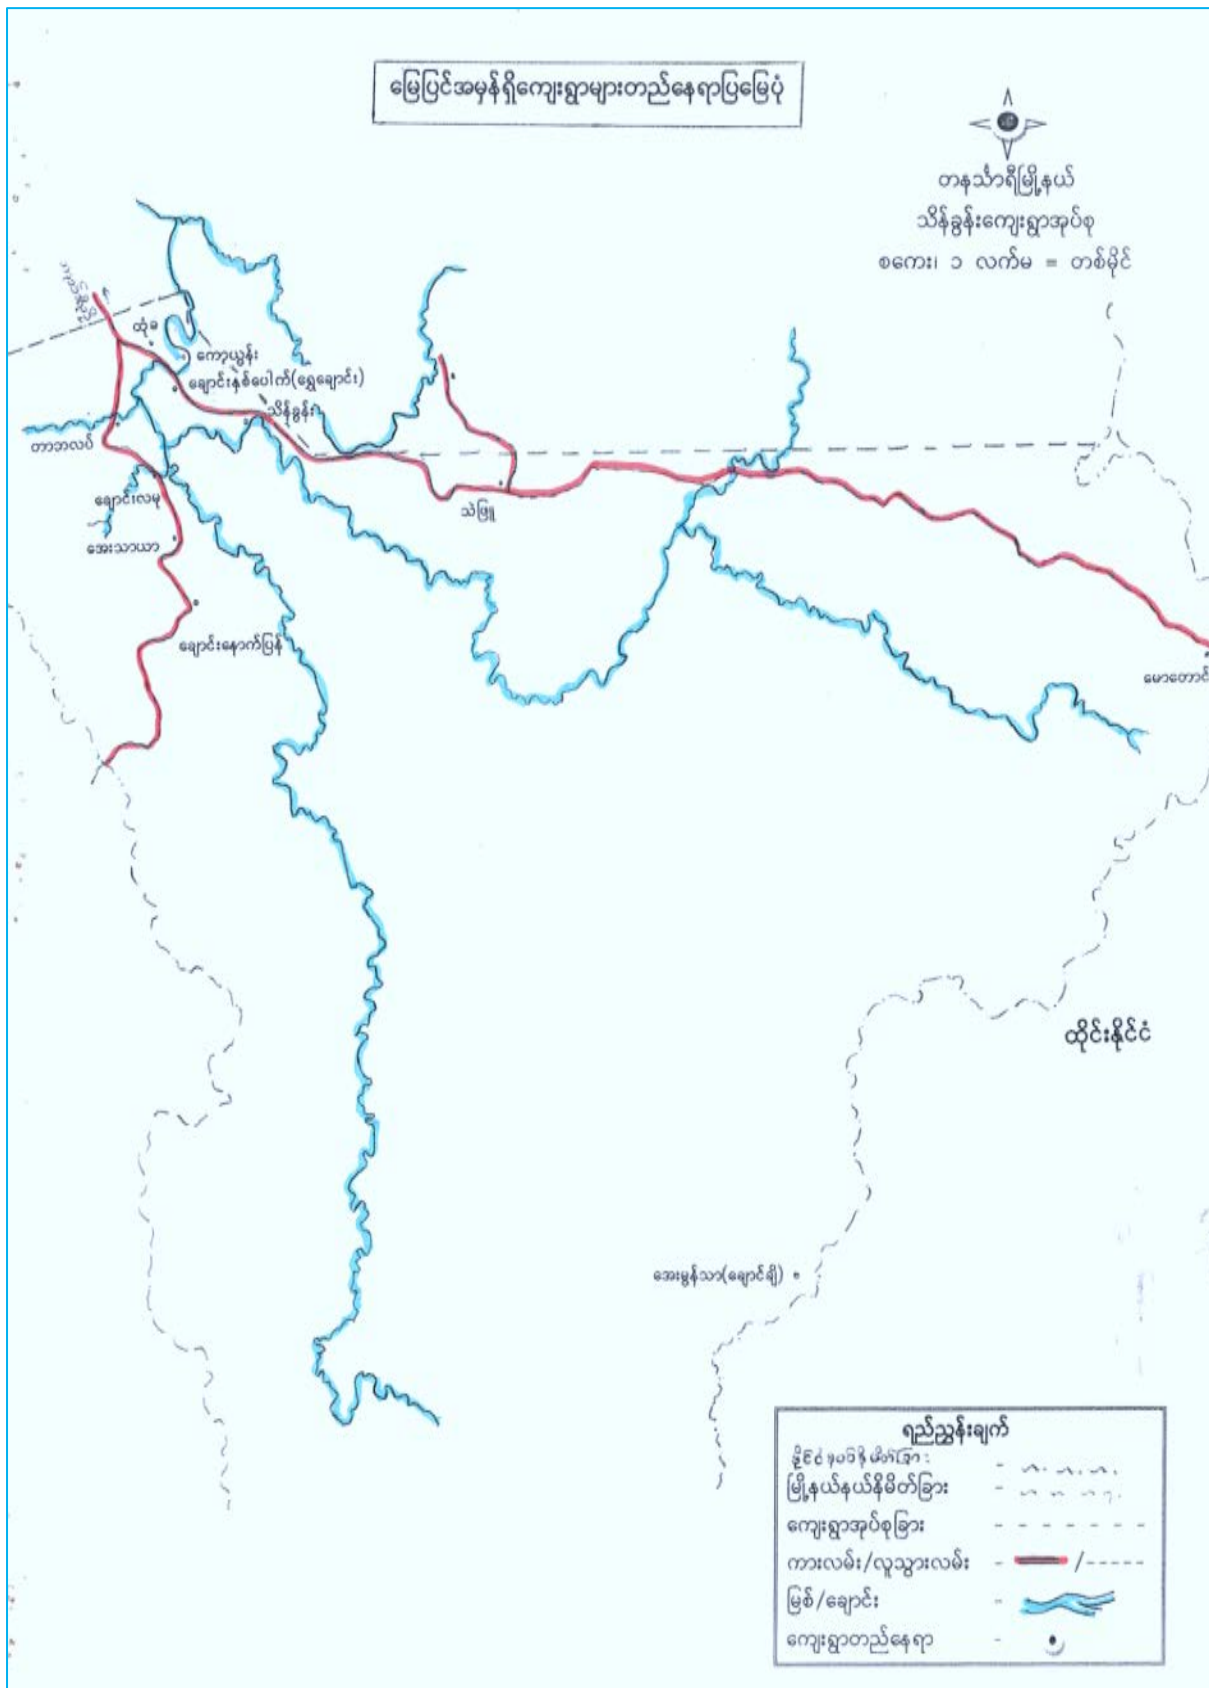 မြေပြင်အမှန်ရှိကျေးရွာများတည်နေရာပြမြေပုံ
တနင်္သာရီမြို့နယ်
သိန်ခွန်းကျေးရွာအုပ်စု
စကေး၊ ၁ လက်မ = တစ်မိုင်
ထုံခ
ကော့ယွန်း
ချောင်းနှစ်ပေါက်(ရွှေချောင်း)
သိန်ခွန်း
တာဘလပ်
ချောင်းလမု
သဲဖြူ
အေးသာယာ
ချောင်းနောက်ပြန်
မောတောင်
ထိုင်းနိုင်ငံ
အေးမွန်သာ(ချောင်ချီ)
ရည်ညွှန်းချက်
မြို့နယ်နယ်နိမိတ်ခြား -
ကျေးရွာအုပ်စုခြား -
ကားလမ်း/လူသွားလမ်း - /
မြစ်/ချောင်း -
ကျေးရွာတည်နေရာ -